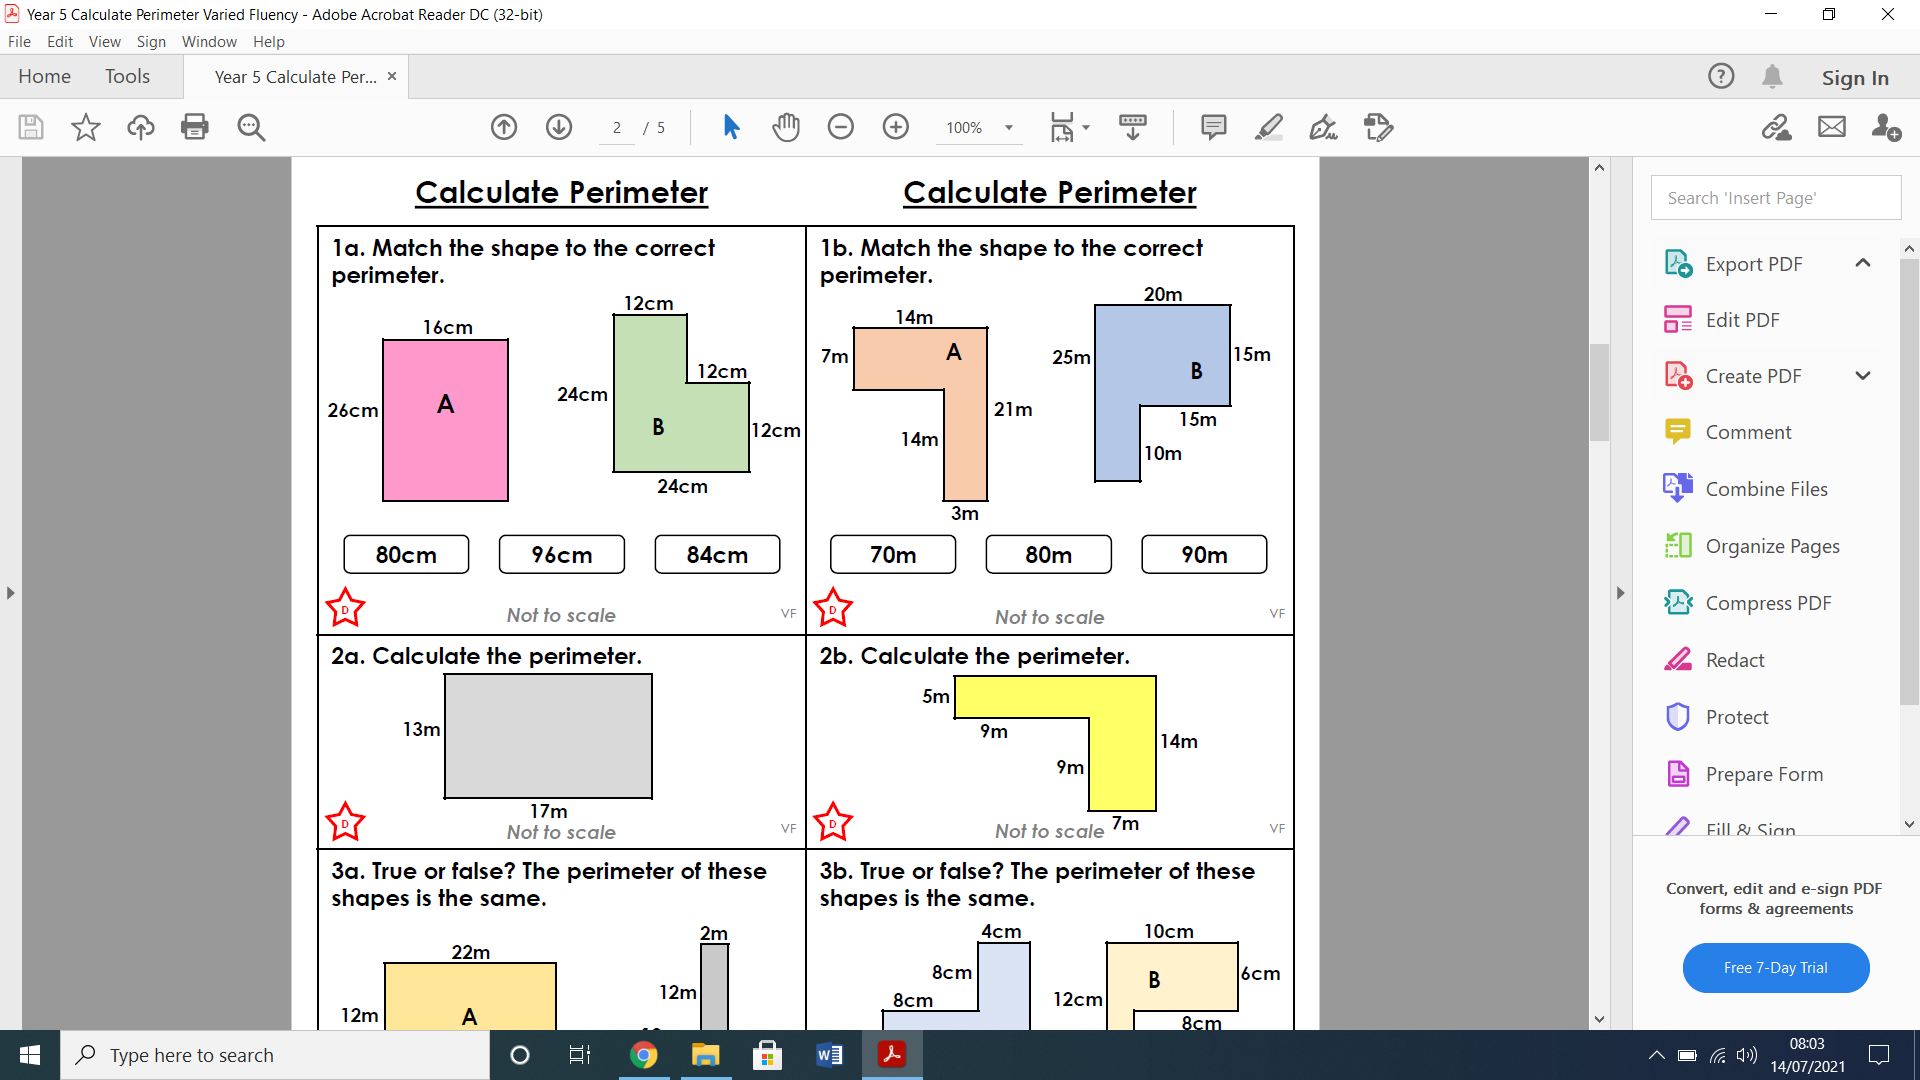 Year 5 Calculate Perimeter Varied Fluency - Adobe Acrobat Reader DC (32-bit)
File Edit View Sign Window Help
Home Tools Year 5 Calculate Per... × Sign In
2 / 5 100%
Calculate Perimeter
1a. Match the shape to the correct
perimeter.
16cm
26cm
A
12cm
12cm
24cm
B
12cm
24cm
80cm 96cm 84cm
D
Not to scale
VF
Calculate Perimeter
1b. Match the shape to the correct
perimeter.
14m
7m
A
21m
14m
3m
20m
25m
15m
B
15m
10m
70m 80m 90m
D
Not to scale
VF
2a. Calculate the perimeter.
13m
17m
D
Not to scale
VF
2b. Calculate the perimeter.
5m
9m
14m
9m
7m
D
Not to scale
VF
3a. True or false? The perimeter of these
shapes is the same.
22m
12m
A
2m
12m
3b. True or false? The perimeter of these
shapes is the same.
4cm
8cm
8cm
10cm
B
6cm
12cm
8cm
Search 'Insert Page'
Export PDF
Edit PDF
Create PDF
Comment
Combine Files
Organize Pages
Compress PDF
Redact
Protect
Prepare Form
Fill & Sign
Convert, edit and e-sign PDF
forms & agreements
Free 7-Day Trial
Type here to search
08:03
14/07/2021